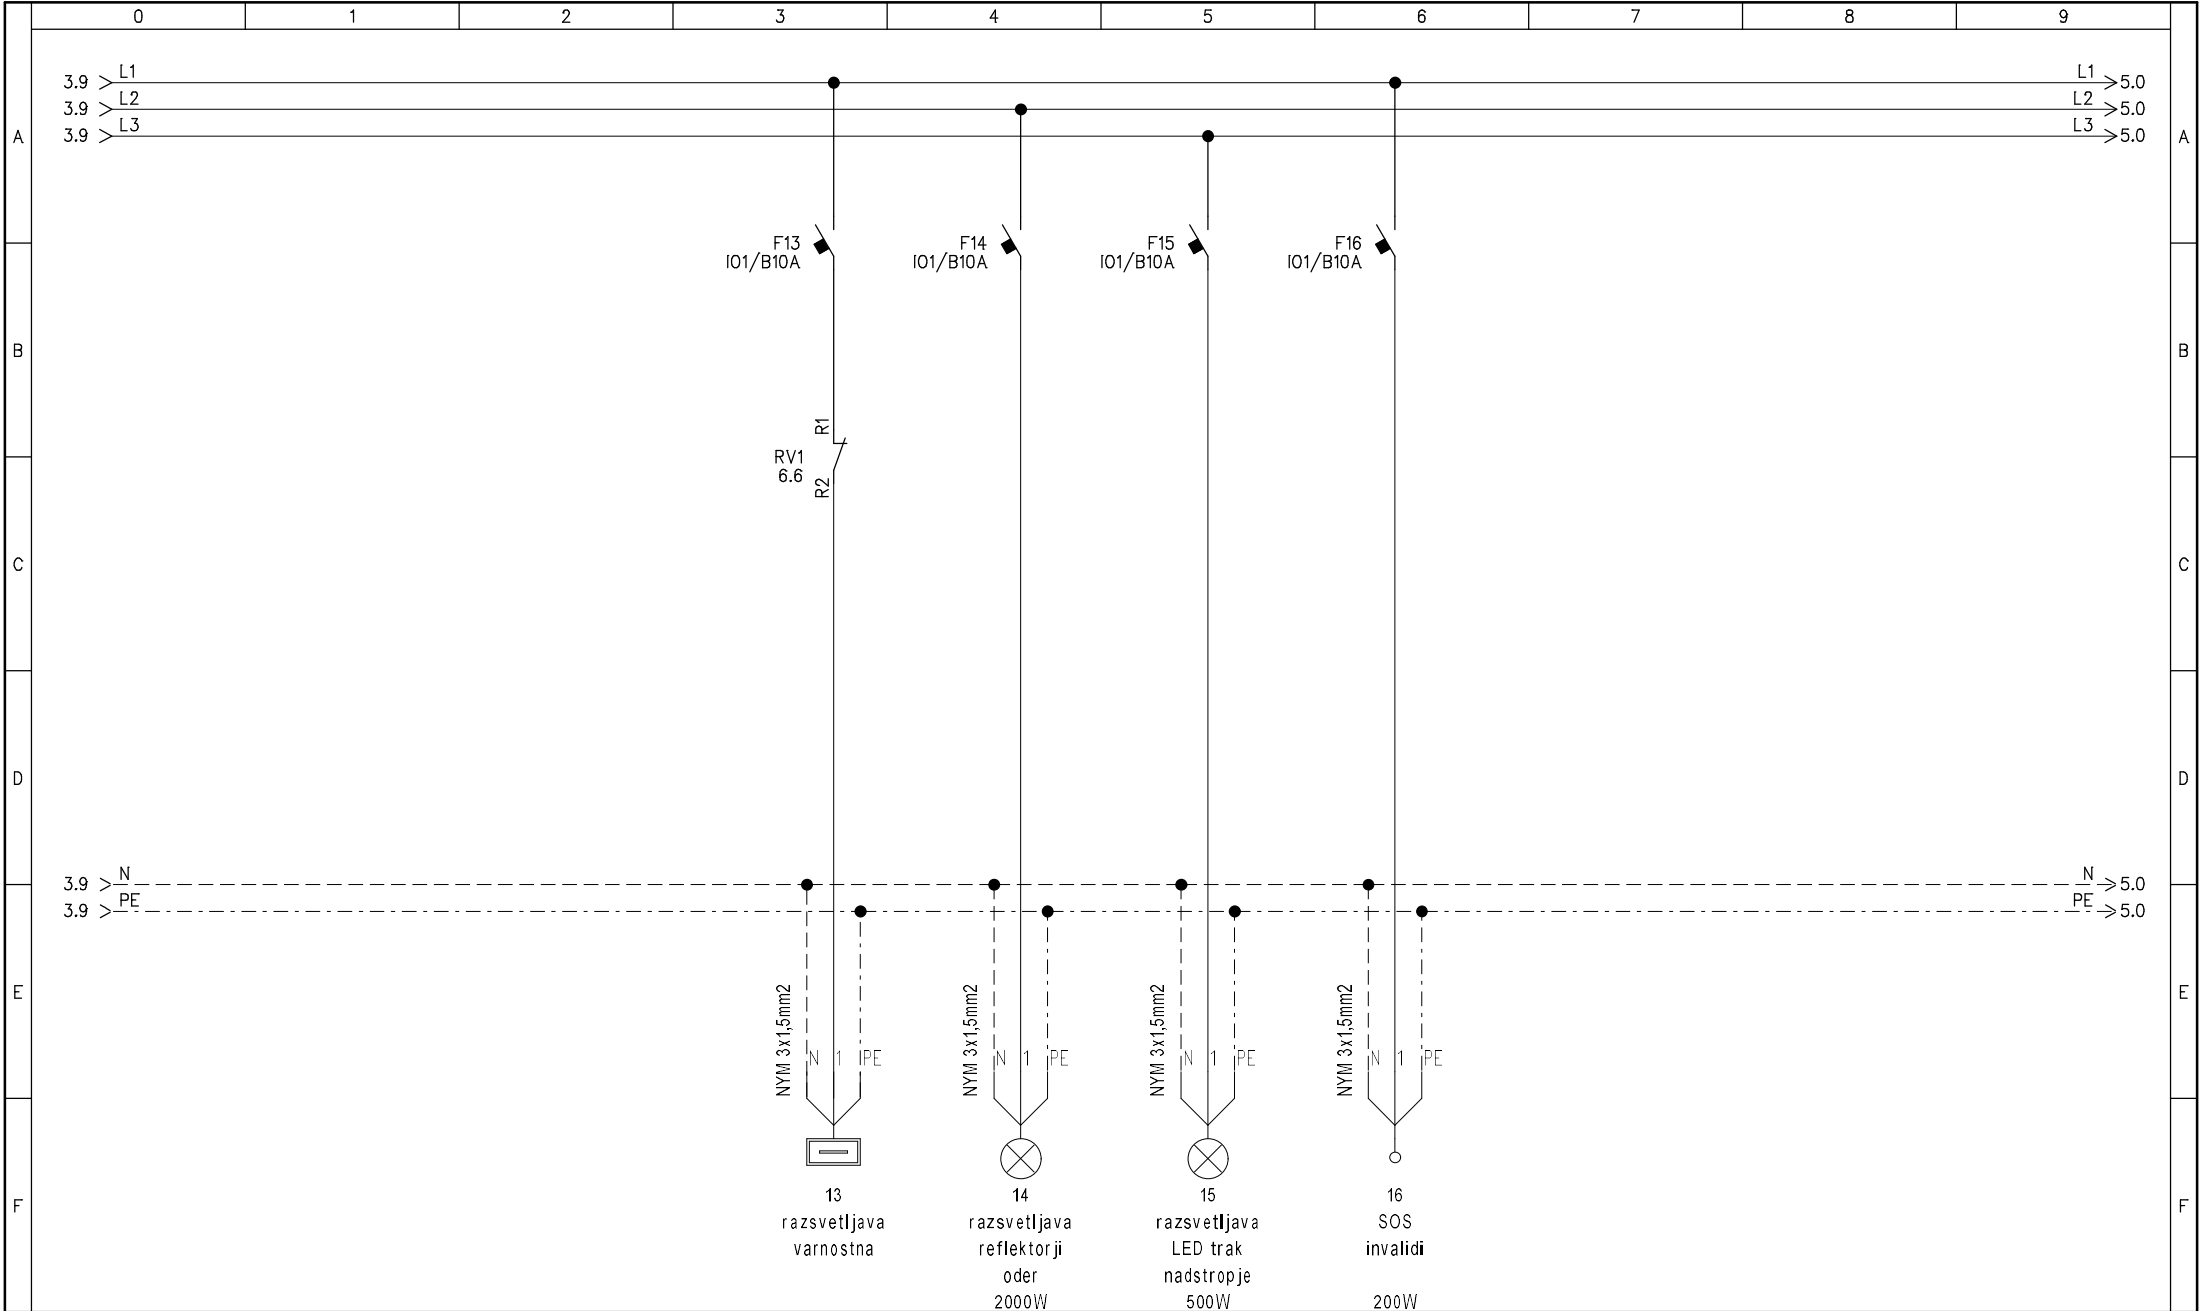 0 1 2 3 4 5 6 7 8 9
3.9 L1 L1 5.0
3.9 L2 L2 5.0
3.9 L3 L3 5.0
A A
F13 F14 F15 F16
I01/B10A I01/B10A I01/B10A I01/B10A
B B
R1
RV1
6.6
R2
C C
D D
3.9 N N 5.0
3.9 PE PE 5.0
E E
NYM 3x1,5mm2 NYM 3x1,5mm2 NYM 3x1,5mm2 NYM 3x1,5mm2
N 1 PE N 1 PE N 1 PE N 1 PE
F F
13
razsvetljava
varnostna
14
razsvetljava
reflektorji
oder
2000W
15
razsvetljava
LED trak
nadstropje
500W
16
SOS
invalidi
200W